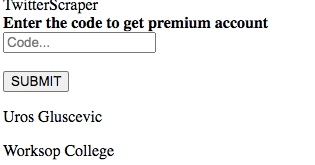 TwitterScraper
Enter the code to get premium account
Code...
SUBMIT
Uros Gluscevic
Worksop College